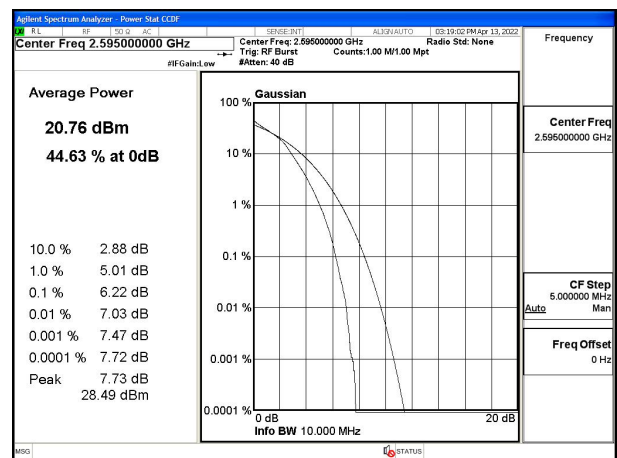 Agilent Spectrum Analyzer - Power Stat CCDF
RL RF 50 Ω AC SENSE:INT ALIGN AUTO 03:19:02 PM Apr 13, 2022
Center Freq 2.595000000 GHz
Center Freq: 2.595000000 GHz Radio Std: None
Trig: RF Burst Counts:1.00 M/1.00 Mpt
#IFGain:Low #Atten: 40 dB
Frequency
Average Power
20.76 dBm
44.63 % at 0dB
10.0 % 2.88 dB
1.0 % 5.01 dB
0.1 % 6.22 dB
0.01 % 7.03 dB
0.001 % 7.47 dB
0.0001 % 7.72 dB
Peak 7.73 dB
28.49 dBm
Gaussian
100 %
10 %
1 %
0.1 %
0.01 %
0.001 %
0.0001 %
0 dB 20 dB
Info BW 10.000 MHz
Center Freq
2.595000000 GHz
CF Step
5.000000 MHz
Auto Man
Freq Offset
0 Hz
MSG STATUS